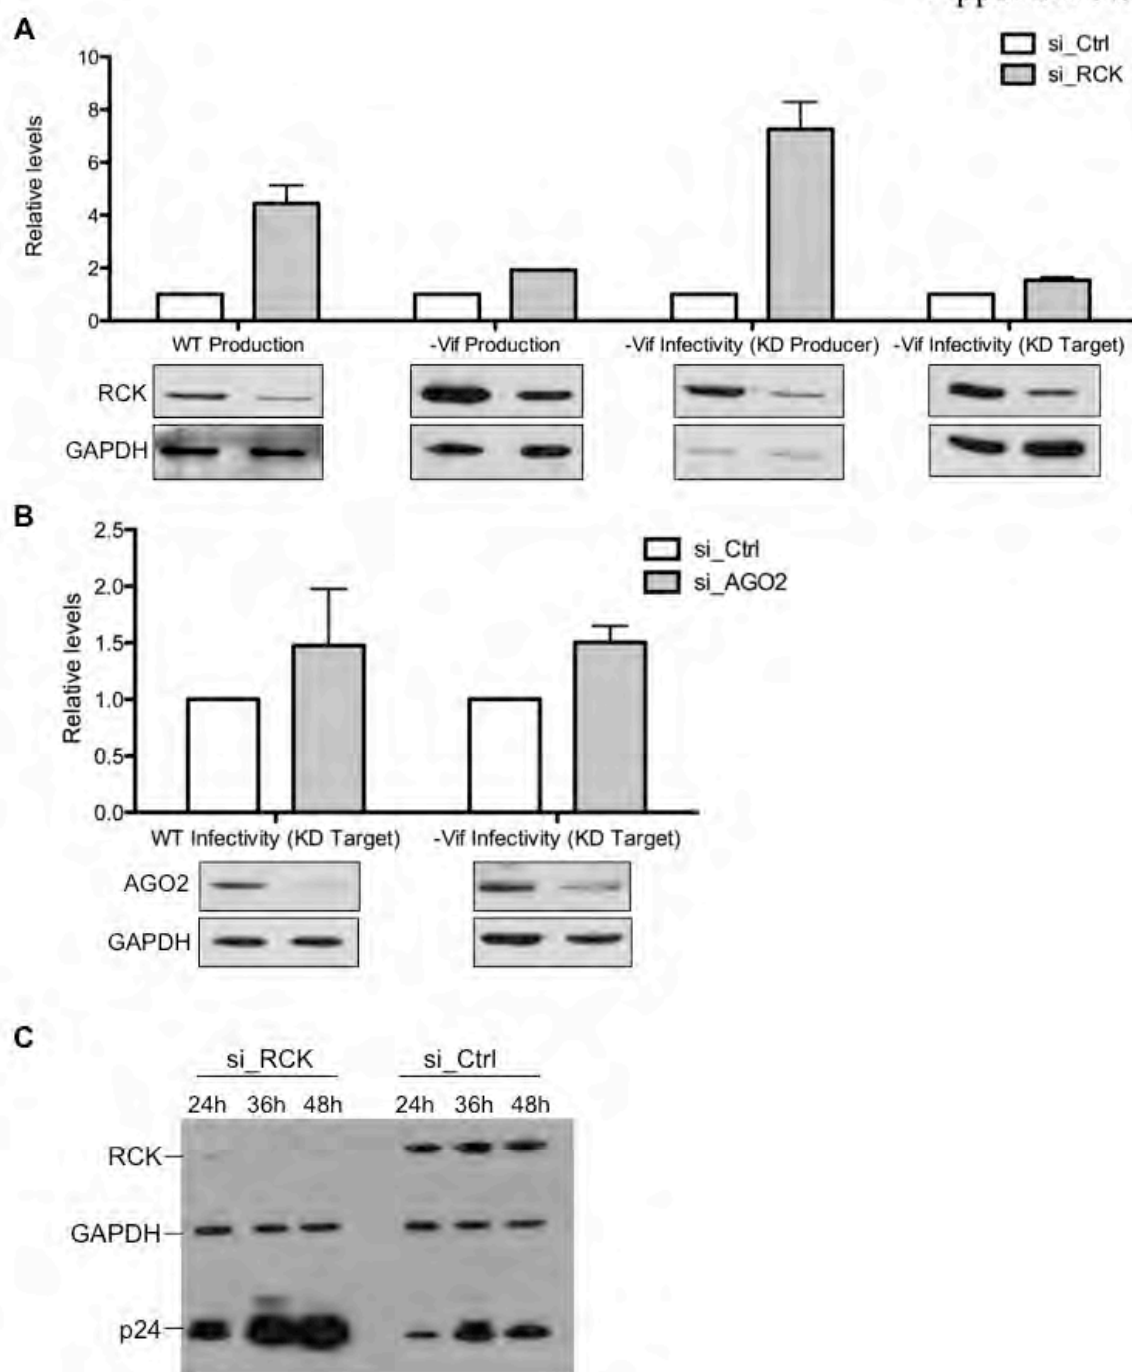 A
si_Ctrl
si_RCK
10
8
6
4
2
0
Relative levels
WT Production
-Vif Production
-Vif Infectivity (KD Producer)
-Vif Infectivity (KD Target)
RCK
GAPDH
B
si_Ctrl
si_AGO2
2.5
2.0
1.5
1.0
0.5
0.0
Relative levels
WT Infectivity (KD Target)
-Vif Infectivity (KD Target)
AGO2
GAPDH
C
si_RCK si_Ctrl
24h 36h 48h 24h 36h 48h
RCK
GAPDH
p24